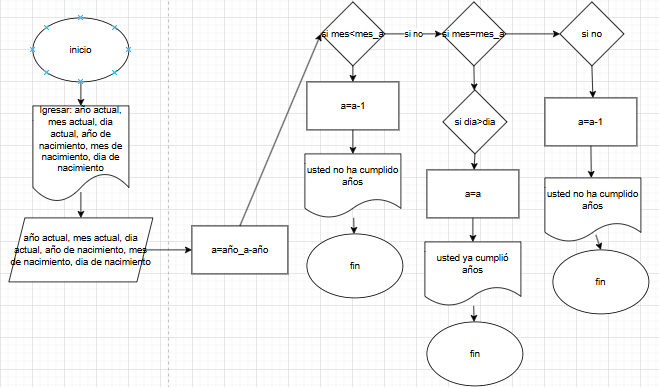 inicio
Igresar: año actual,
mes actual, dia
actual, año de
nacimiento, mes de
nacimiento, dia de
nacimiento
año actual, mes actual, dia
actual, año de nacimiento, mes
de nacimiento, dia de nacimiento
a=año_a-año
si mes<mes_a
a=a-1
usted no ha cumplido
años
fin
si no
si mes=mes_a
si dia>dia
a=a
usted ya cumplió
años
fin
si no
a=a-1
usted no ha cumplido
años
fin